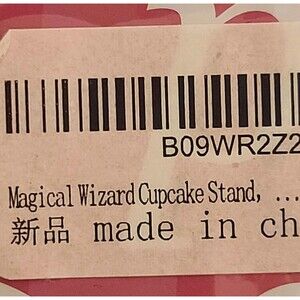 B09WR2Z2
Magical Wizard Cupcake Stand, ...
新品 made in ch